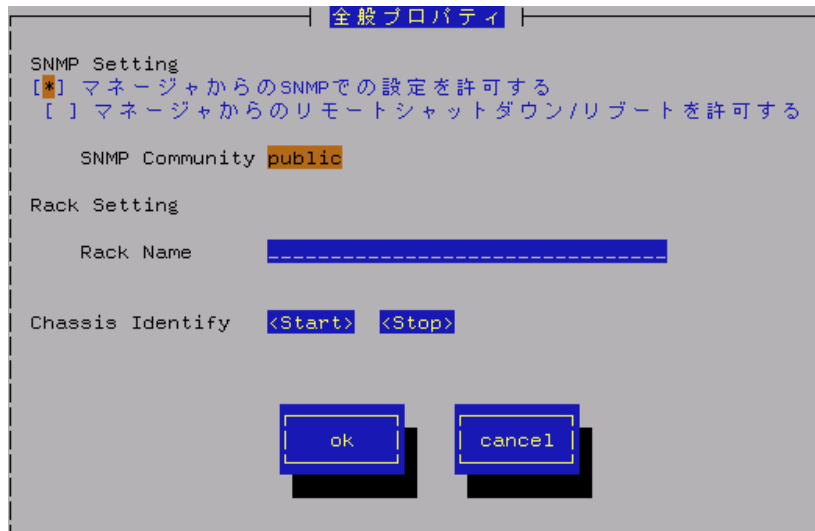 全般プロパティ
SNMP Setting
[*] マネージャからのSNMPでの設定を許可する
[ ] マネージャからのリモートシャットダウン/リブートを許可する
SNMP Community public
Rack Setting
Rack Name ________________________________
Chassis Identify <Start> <Stop>
ok cancel